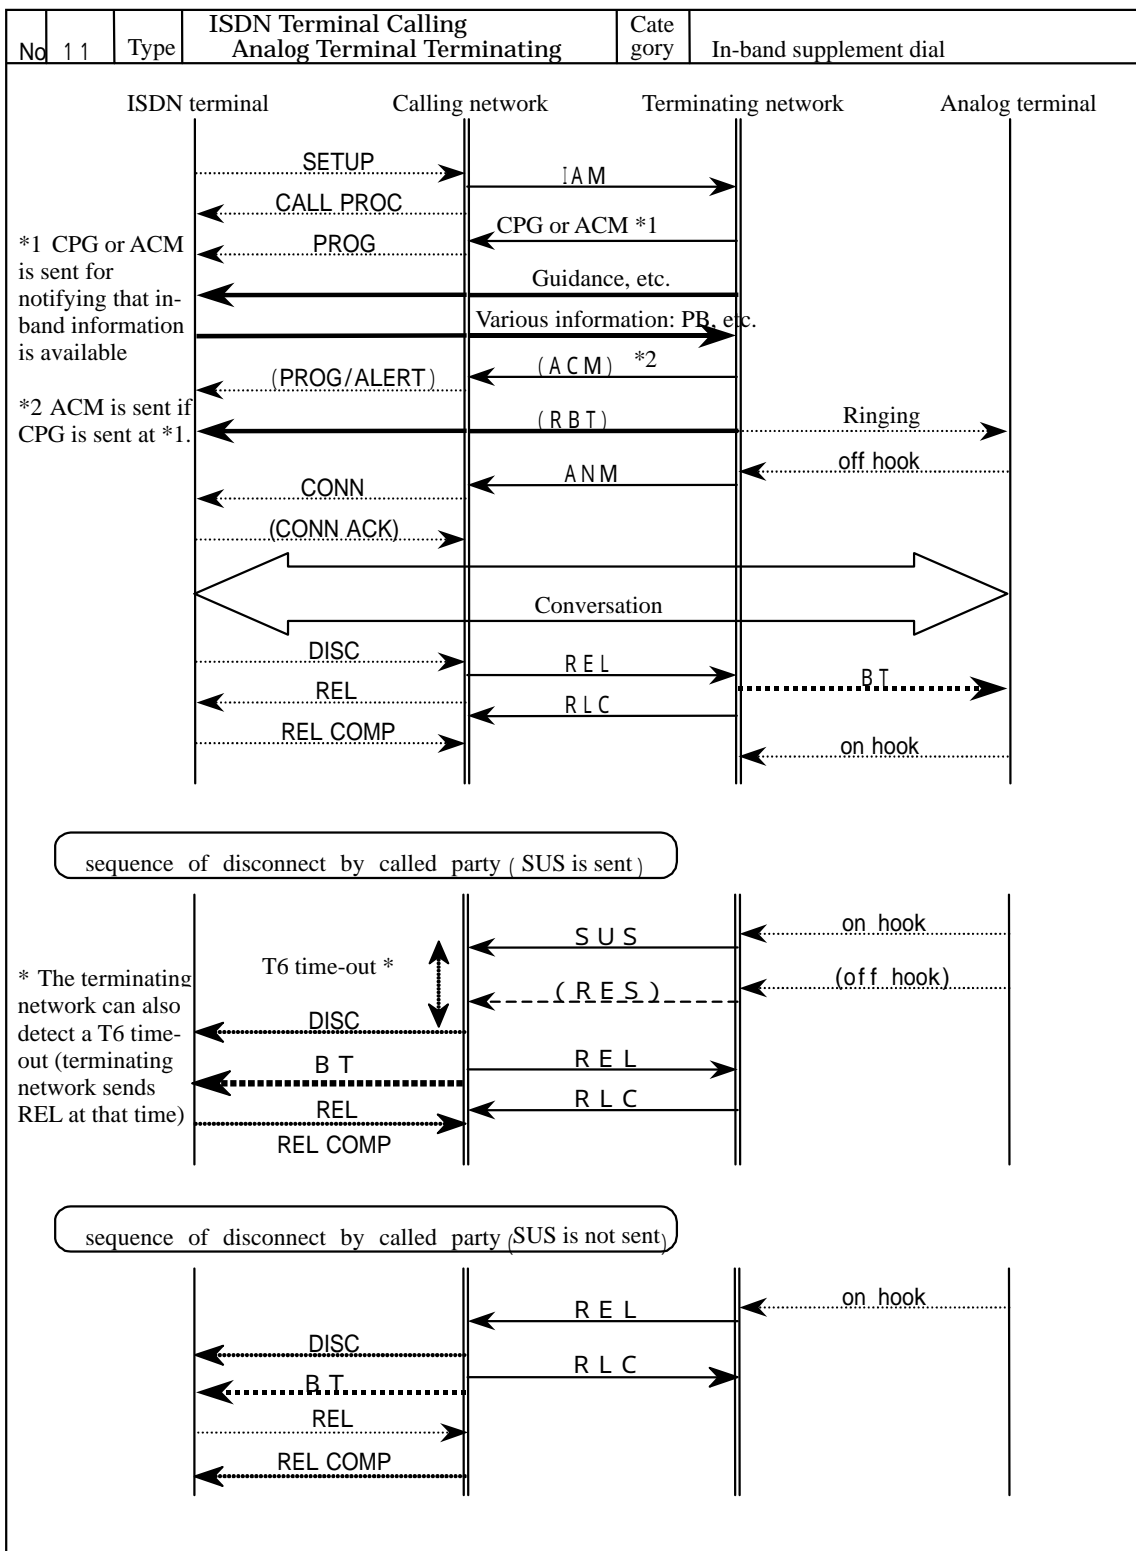 No 11 Type ISDN Terminal Calling
Analog Terminal Terminating
Cate
gory
In-band supplement dial
ISDN terminal Calling network Terminating network Analog terminal
SETUP
IAM
CALL PROC
CPG or ACM *1
PROG
*1 CPG or ACM
is sent for
notifying that in-
band information
is available
Guidance, etc.
Various information: PB, etc.
(ACM) *2
(PROG/ALERT)
*2 ACM is sent if
CPG is sent at *1.
(RBT)
Ringing
off hook
ANM
CONN
(CONN ACK)
Conversation
DISC
REL
BT
REL
RLC
REL COMP
on hook
sequence of disconnect by called party (SUS is sent)
on hook
SUS
T6 time-out *
(off hook)
(RES)
* The terminating
network can also
detect a T6 time-
out (terminating
network sends
REL at that time)
DISC
BT
REL
RLC
REL
REL COMP
sequence of disconnect by called party (SUS is not sent)
on hook
REL
DISC
RLC
BT
REL
REL COMP